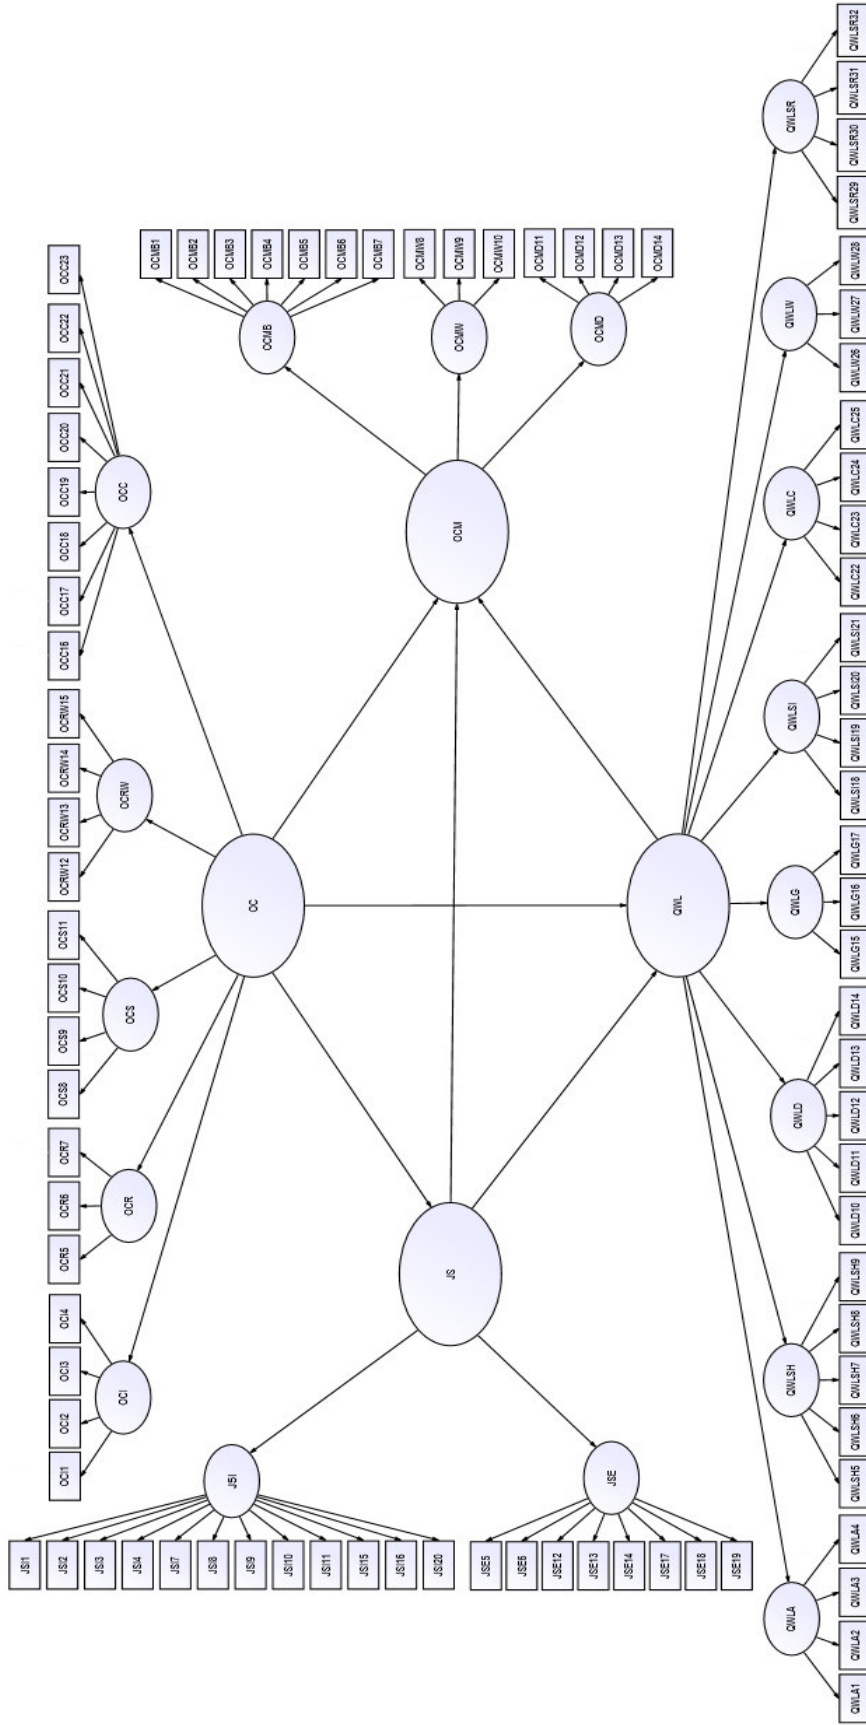 OCI1
OCI2
OCI3
OCI4
OCR5
OCR6
OCR7
OCS8
OCS9
OCS10
OCS11
OCRW12
OCRW13
OCRW14
OCRW15
OCC16
OCC17
OCC18
OCC19
OCC20
OCC21
OCC22
OCC23
OCI
OCR
OCS
OCRW
OCC
JSI1
JSI2
JSI3
JSI4
JSI7
JSI8
JSI9
JSI10
JSI11
JSI15
JSI16
JSI20
J5I
OC
OCMB
OCMB1
OCMB2
OCMB3
OCMB4
OCMB5
OCMB6
OCMB7
JS
OCM
OCMW
OCMW8
OCMW9
OCMW10
JSE5
JSE6
JSE12
JSE13
JSE14
JSE17
JSE18
JSE19
JSE
QWL
OCMD
OCMD11
OCMD12
OCMD13
OCMD14
QWLA
QWLSH
QWLD
QWLG
QWLSI
QWLC
QWLW
QWLSR
QWLA1
QWLA2
QWLA3
QWLA4
QWLSH5
QWLSH6
QWLSH7
QWLSH8
QWLSH9
QWLD10
QWLD11
QWLD12
QWLD13
QWLD14
QWLG15
QWLG16
QWLG17
QWLSI18
QWLSI19
QWLSI20
QWLSI21
QWLC22
QWLC23
QWLC24
QWLC25
QWLW26
QWLW27
QWLW28
QWLSR29
QWLSR30
QWLSR31
QWLSR32